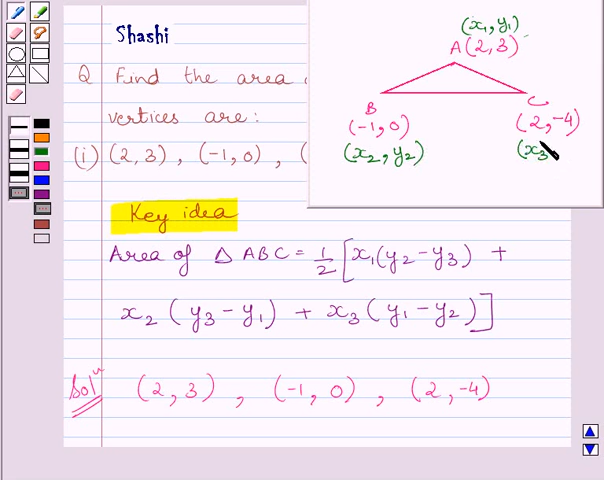 Shashi
Q Find the area
vertices are:
(i) (2, 3) , (-1, 0) , (
(x1, y1)
A (2, 3)
B
(-1, 0)
(x2, y2)
C
(2, -4)
(x3
Key idea
Area of Δ ABC = 1/2 [x1(y2 - y3) +
x2 (y3 - y1) + x3 (y1 - y2)]
Solⁿ (2, 3) , (-1, 0) , (2, -4)